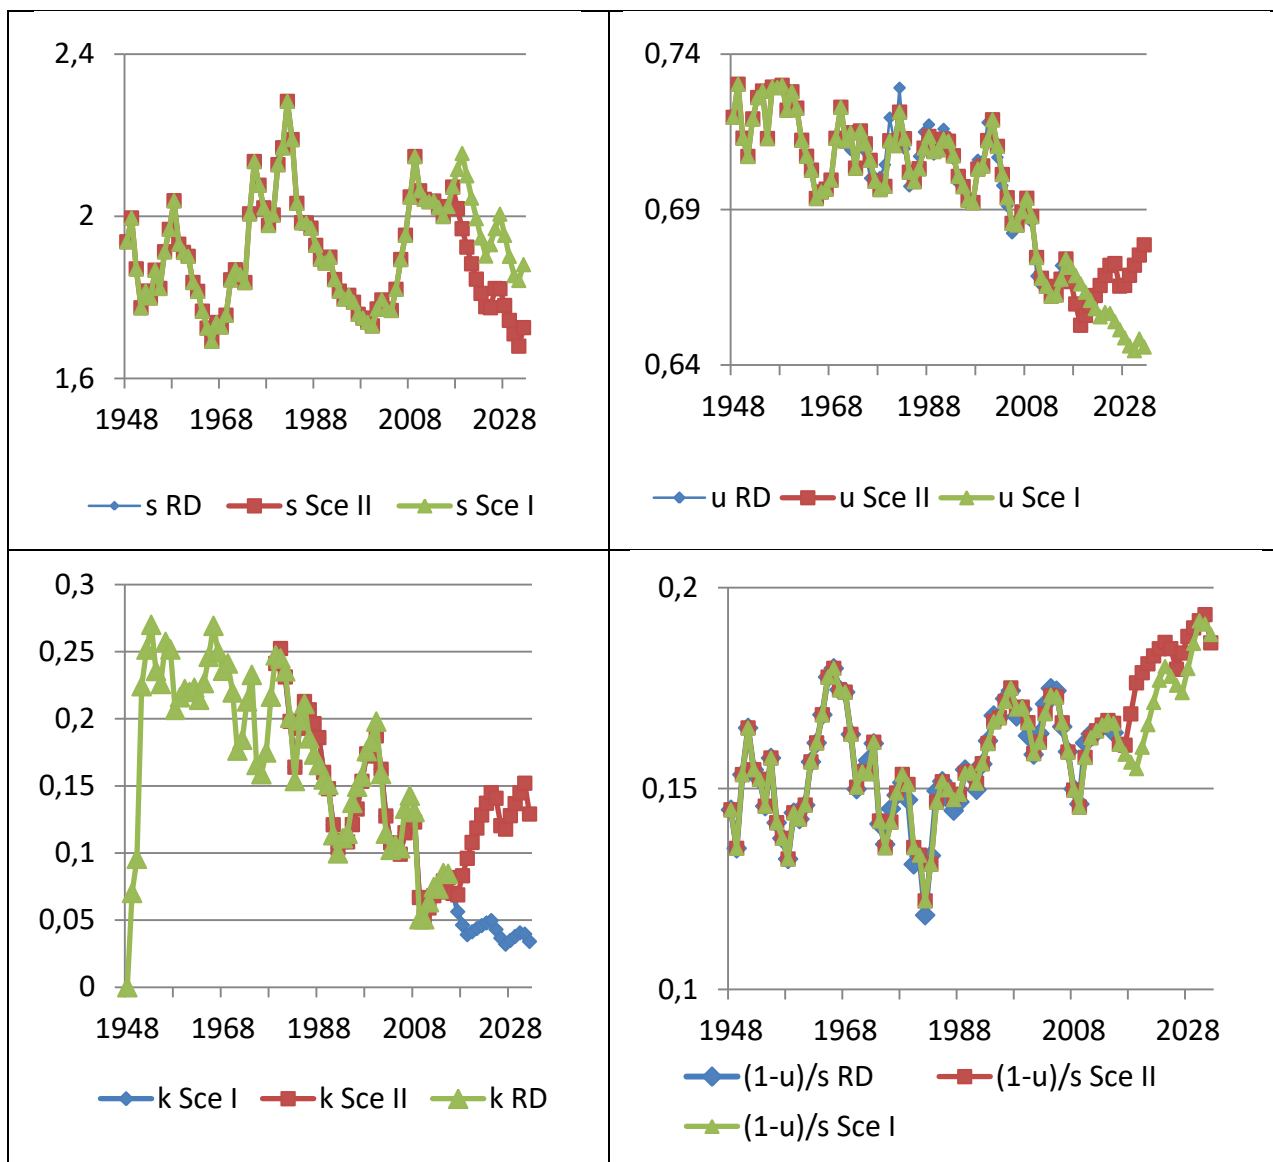 2,4
2
1,6
1948 1968 1988 2008 2028
s RD s Sce II s Sce I
0,74
0,69
0,64
1948 1968 1988 2008 2028
u RD u Sce II u Sce I
0,3
0,25
0,2
0,15
0,1
0,05
0
1948 1968 1988 2008 2028
k Sce I k Sce II k RD
0,2
0,15
0,1
1948 1968 1988 2008 2028
(1-u)/s RD (1-u)/s Sce II
(1-u)/s Sce I